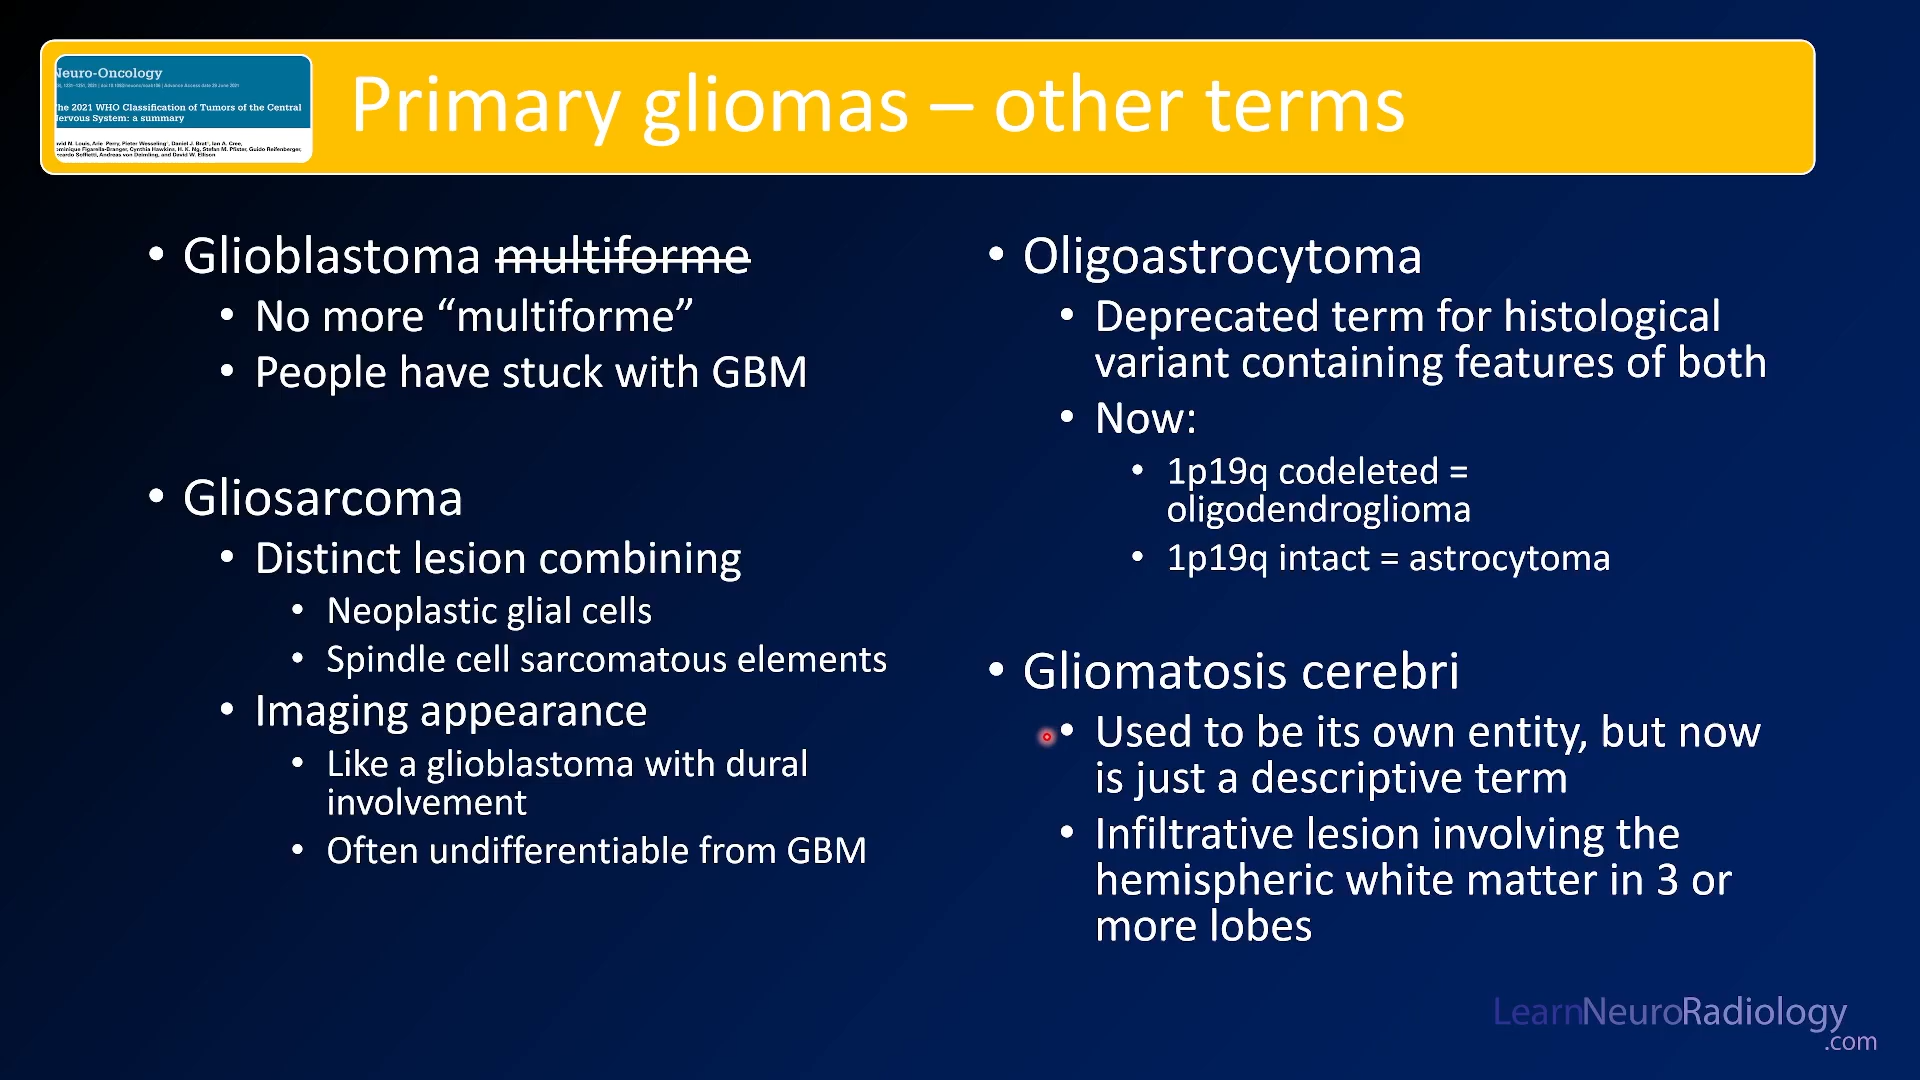 Neuro-Oncology
The 2021 WHO Classification of Tumors of the Central
Nervous System: a summary
Primary gliomas – other terms
• Glioblastoma multiforme
• No more “multiforme”
• People have stuck with GBM
• Gliosarcoma
• Distinct lesion combining
• Neoplastic glial cells
• Spindle cell sarcomatous elements
• Imaging appearance
• Like a glioblastoma with dural
involvement
• Often undifferentiable from GBM
• Oligoastrocytoma
• Deprecated term for histological
variant containing features of both
• Now:
• 1p19q codeleted =
oligodendroglioma
• 1p19q intact = astrocytoma
• Gliomatosis cerebri
• Used to be its own entity, but now
is just a descriptive term
• Infiltrative lesion involving the
hemispheric white matter in 3 or
more lobes
LearnNeuroRadiology
.com